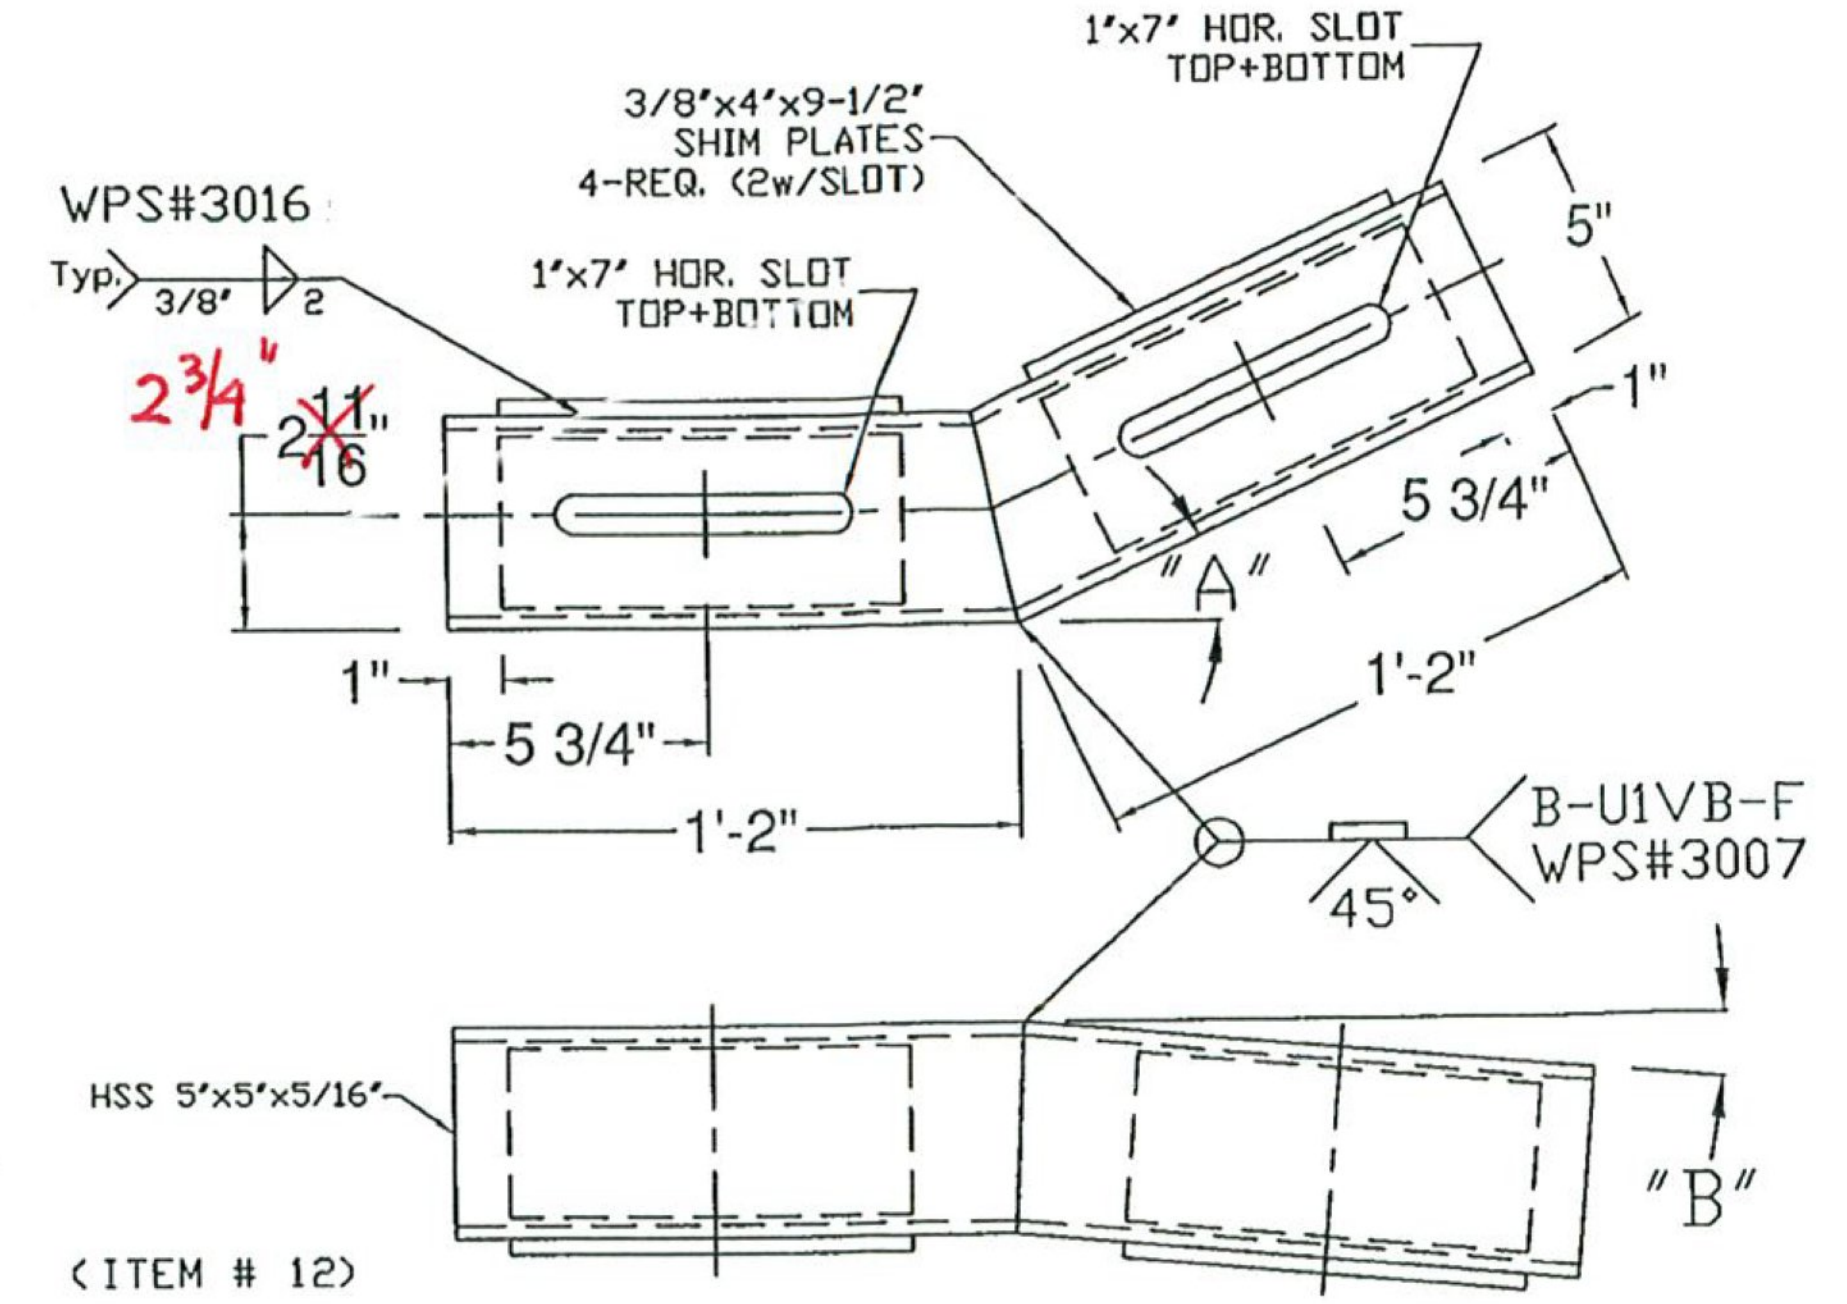 1"x7" HOR. SLOT
TOP+BOTTOM
3/8"x4"x9-1/2"
SHIM PLATES
4-REQ. (2w/SLOT)
WPS#3016
Typ.
3/8"
2
1"x7" HOR. SLOT
TOP+BOTTOM
5"
2 3/4"
2 11/16"
1"
5 3/4"
"A"
1"
1'-2"
5 3/4"
1'-2"
B-U1VB-F
WPS#3007
45°
HSS 5"x5"x5/16"
"B"
(ITEM # 12)